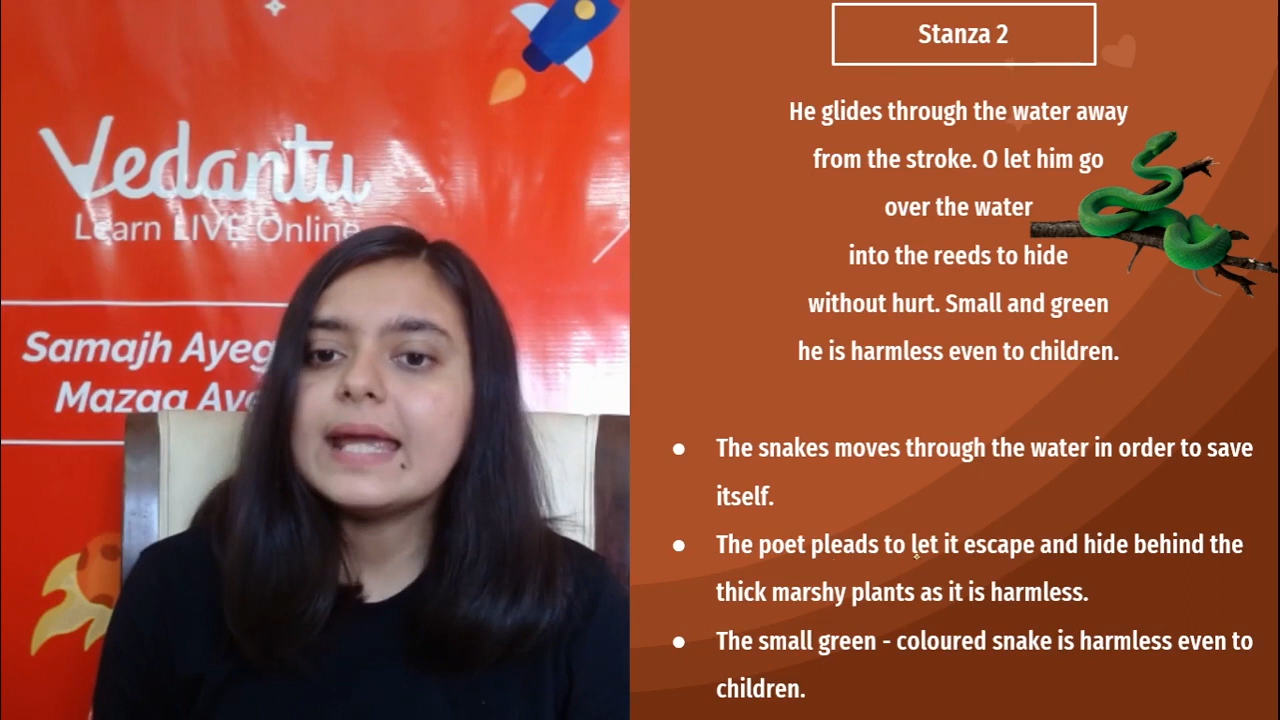 Vedantu
Learn LIVE Online
Samajh Ayeg
Mazaa Aye
Stanza 2
He glides through the water away
from the stroke. O let him go
over the water
into the reeds to hide
without hurt. Small and green
he is harmless even to children.
● The snakes moves through the water in order to save
itself.
● The poet pleads to let it escape and hide behind the
thick marshy plants as it is harmless.
● The small green - coloured snake is harmless even to
children.